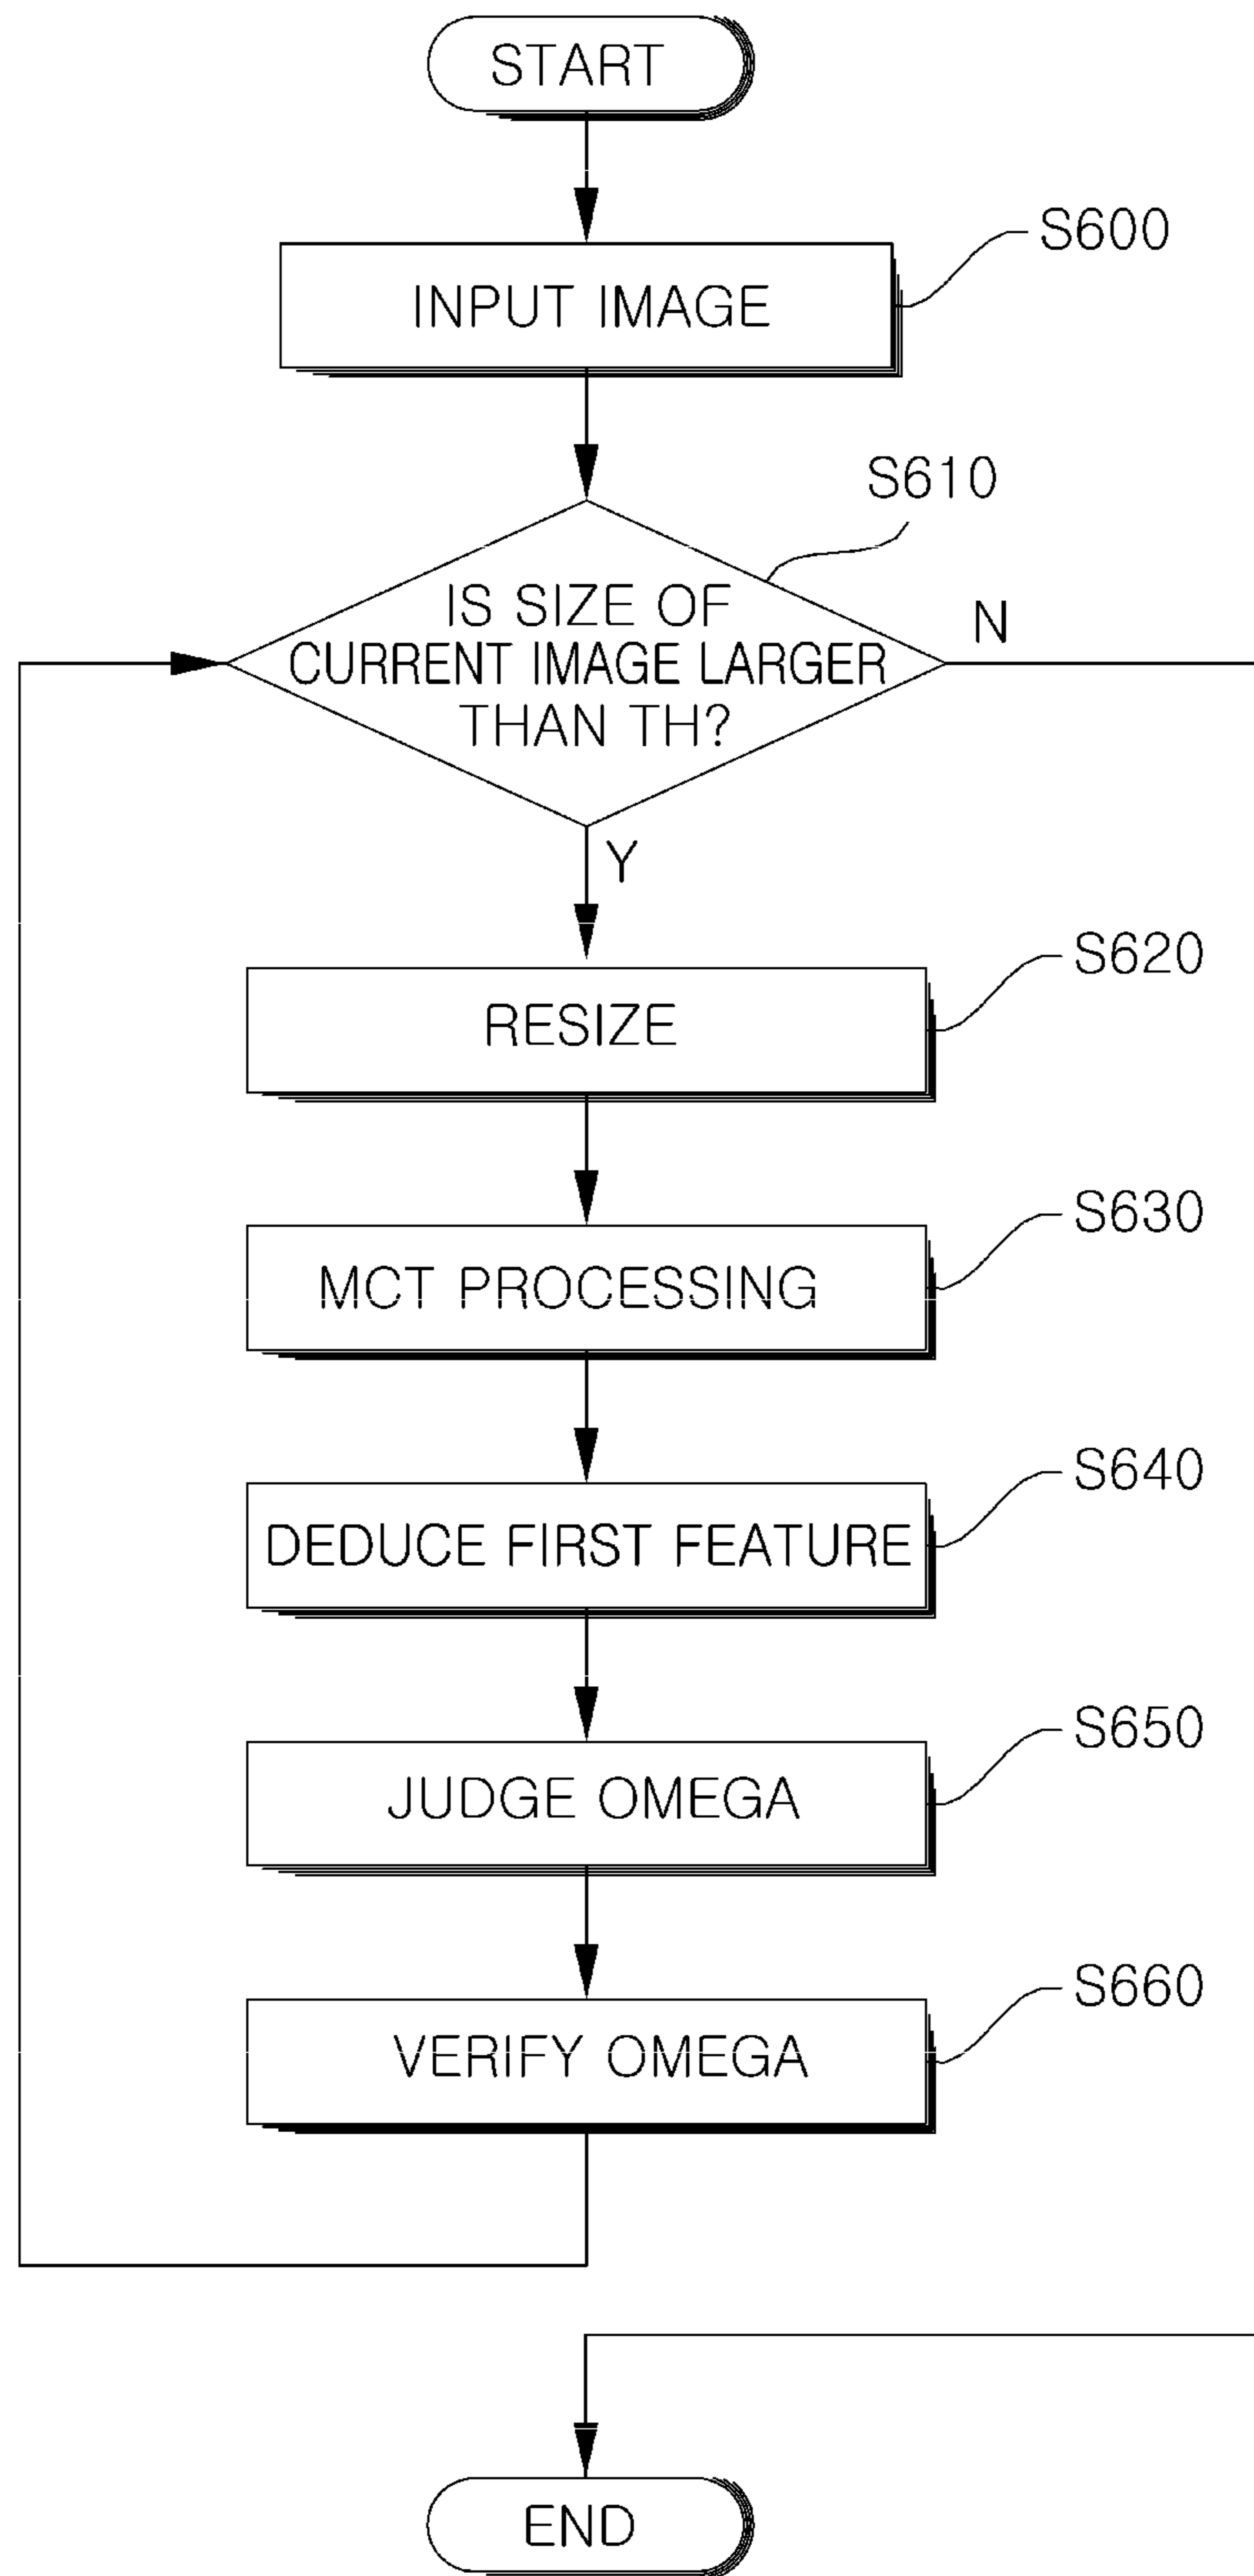 START
S600
INPUT IMAGE
S610
IS SIZE OF
CURRENT IMAGE LARGER
THAN TH?
N
Y
S620
RESIZE
S630
MCT PROCESSING
S640
DEDUCE FIRST FEATURE
S650
JUDGE OMEGA
S660
VERIFY OMEGA
END